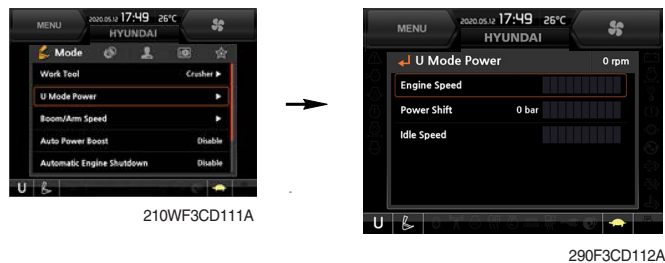 MENU
2020.05.12 17:49 26°C
HYUNDAI
Mode
Work Tool Crusher
U Mode Power
Boom/Arm Speed
Auto Power Boost Disable
Automatic Engine Shutdown Disable
U
210WF3CD111A
MENU
2020.05.12 17:49 26°C
HYUNDAI
U Mode Power 0 rpm
Engine Speed
Power Shift 0 bar
Idle Speed
U
290F3CD112A